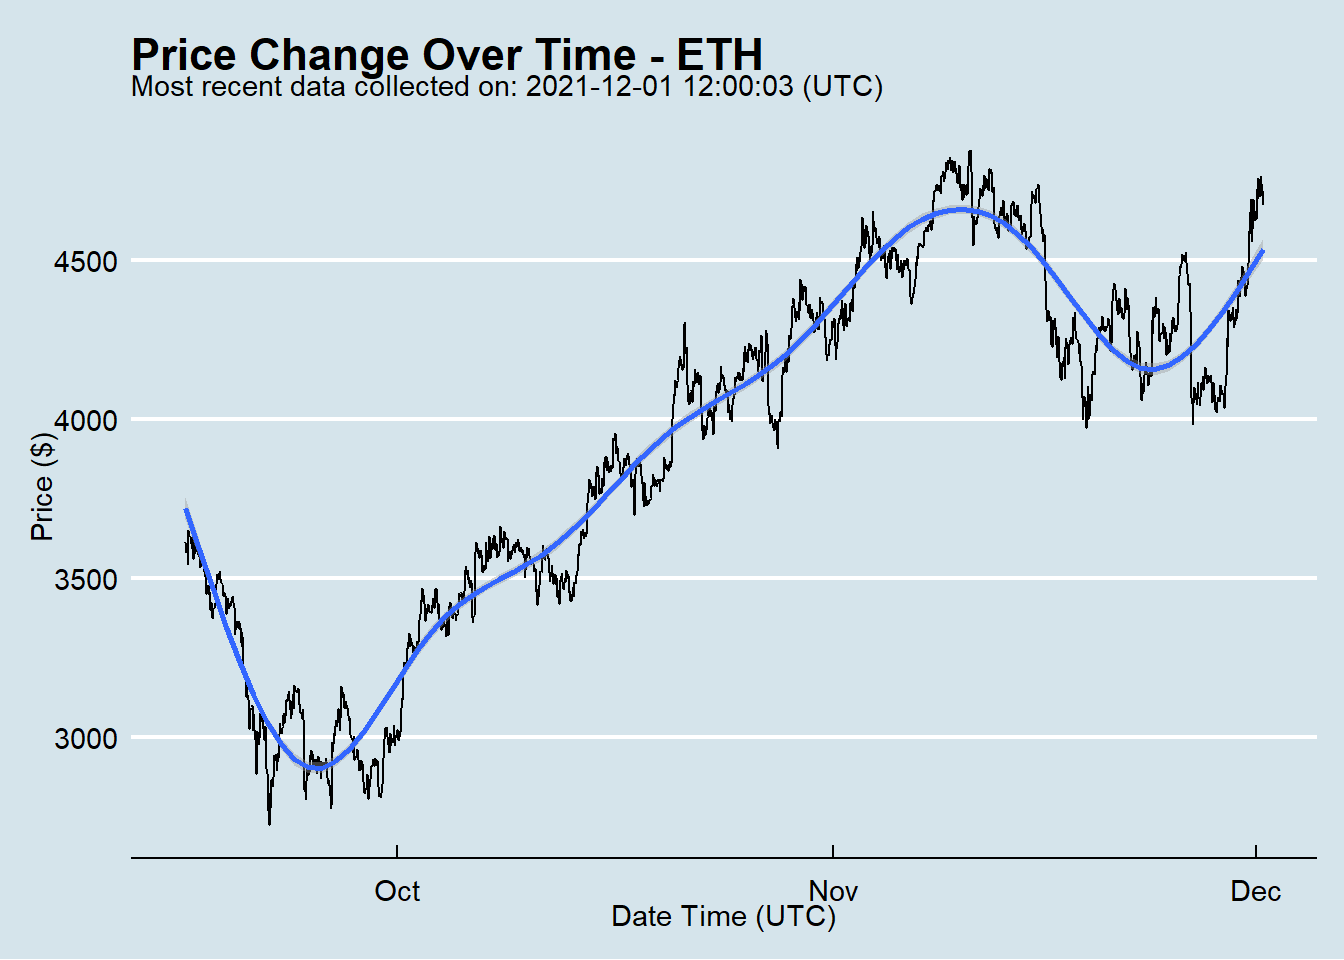 Price Change Over Time - ETH
Most recent data collected on: 2021-12-01 12:00:03 (UTC)
Price ($)
4500
4000
3500
3000
Oct
Nov
Dec
Date Time (UTC)